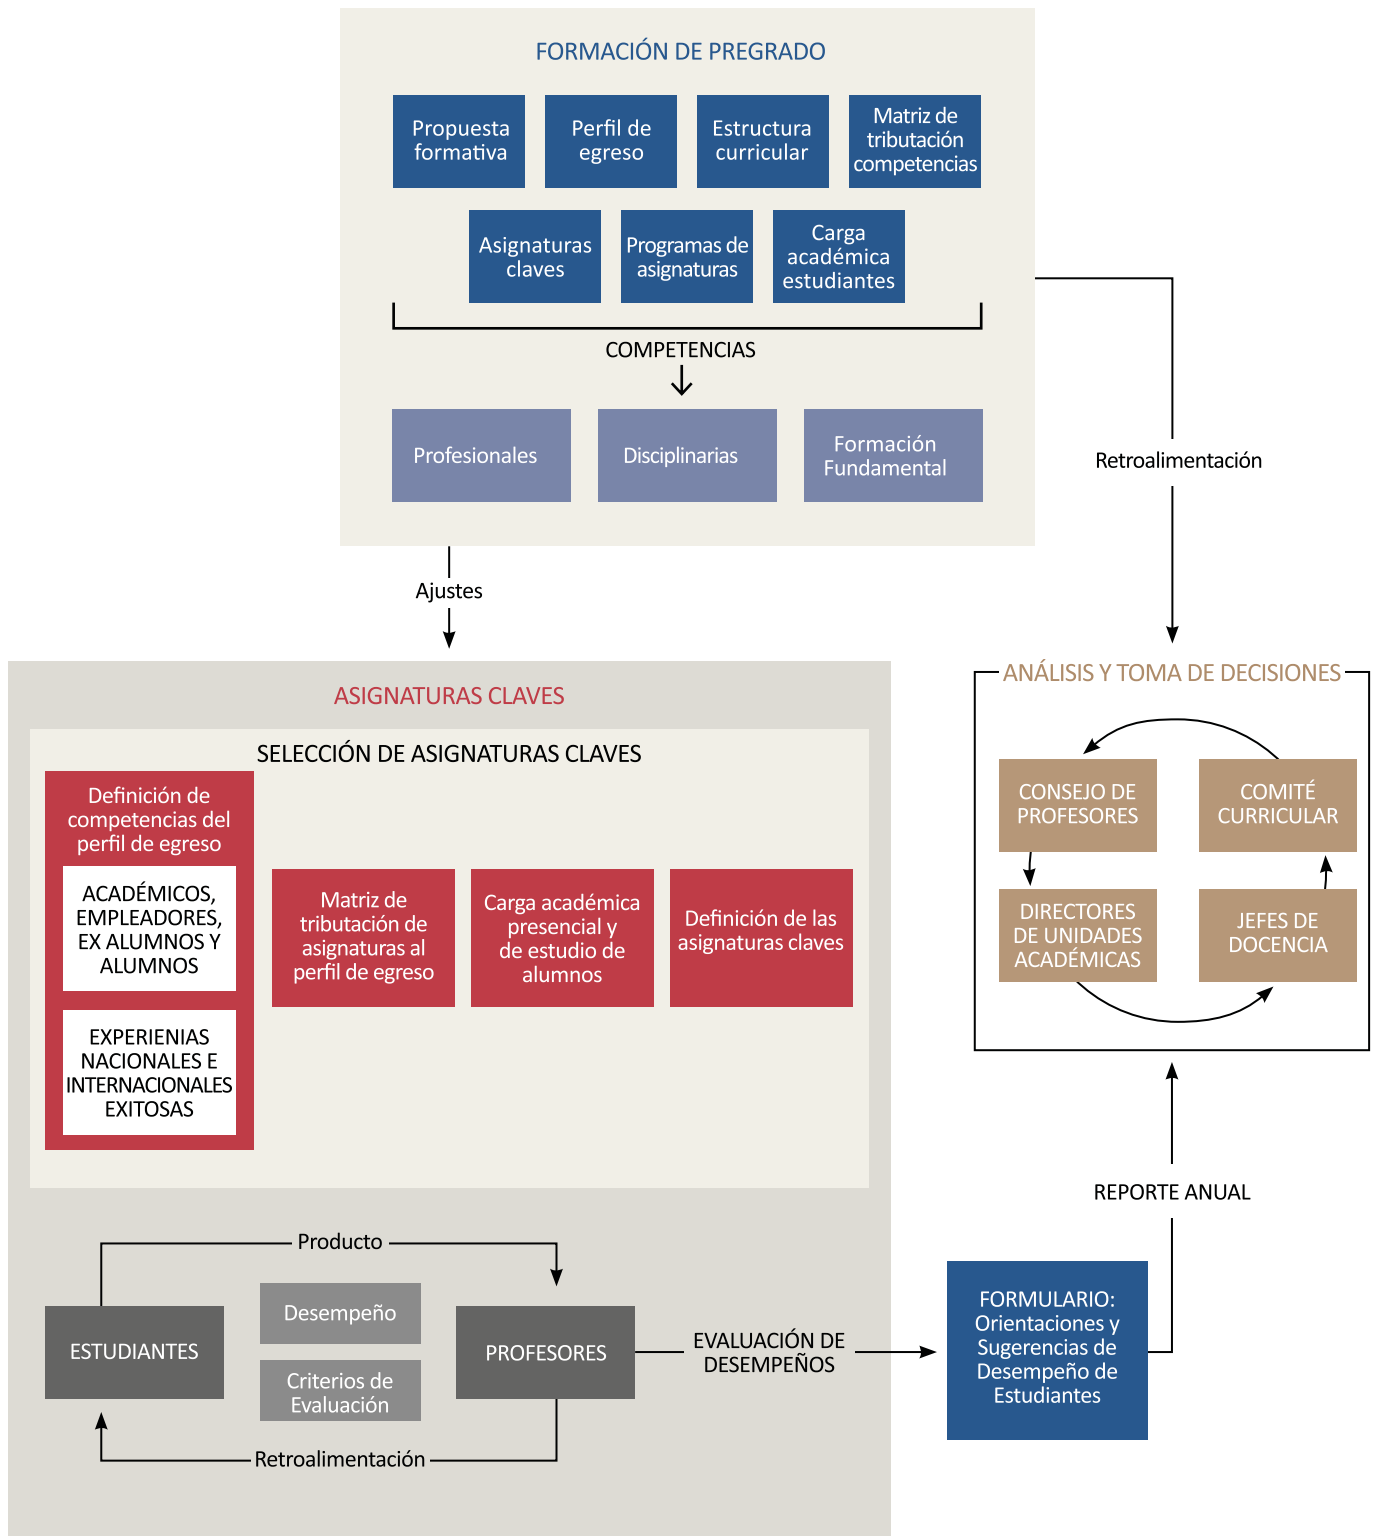 FORMACIÓN DE PREGRADO
Propuesta
formativa
Perfil de
egreso
Estructura
curricular
Matriz de
tributación
competencias
Asignaturas
claves
Programas de
asignaturas
Carga
académica
estudiantes
COMPETENCIAS
Profesionales
Disciplinarias
Formación
Fundamental
Retroalimentación
Ajustes
ASIGNATURAS CLAVES
SELECCIÓN DE ASIGNATURAS CLAVES
Definición de
competencias del
perfil de egreso
ACADÉMICOS,
EMPLEADORES,
EX ALUMNOS Y
ALUMNOS
EXPERIENIAS
NACIONALES E
INTERNACIONALES
EXITOSAS
Matriz de
tributación de
asignaturas al
perfil de egreso
Carga académica
presencial y
de estudio de
alumnos
Definición de las
asignaturas claves
ANÁLISIS Y TOMA DE DECISIONES
CONSEJO DE
PROFESORES
COMITÉ
CURRICULAR
DIRECTORES
DE UNIDADES
ACADÉMICAS
JEFES DE
DOCENCIA
REPORTE ANUAL
Producto
ESTUDIANTES
Desempeño
Criterios de
Evaluación
PROFESORES
Retroalimentación
EVALUACIÓN DE
DESEMPEÑOS
FORMULARIO:
Orientaciones y
Sugerencias de
Desempeño de
Estudiantes